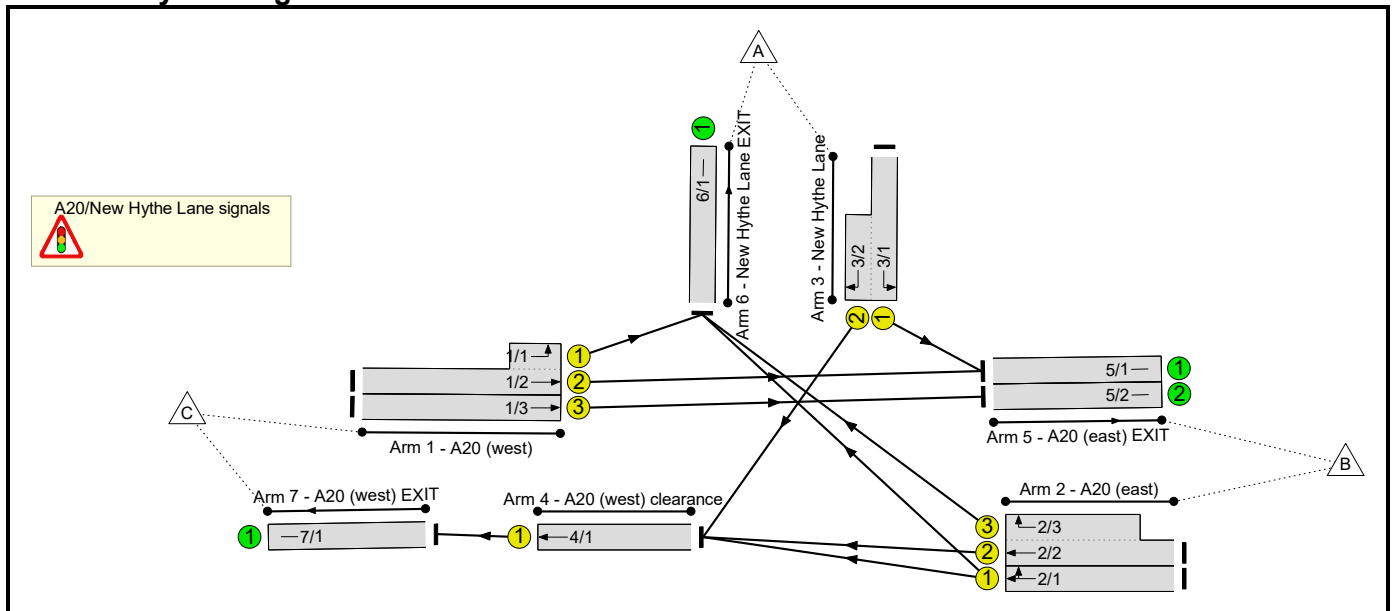 A
1
6/1
Arm 6 - New Hythe Lane EXIT
Arm 3 - New Hythe Lane
3/2
3/1
2
1
A20/New Hythe Lane signals
1/1
1
1/2
2
1/3
3
Arm 1 - A20 (west)
5/1
1
5/2
2
Arm 5 - A20 (east) EXIT
C
B
Arm 7 - A20 (west) EXIT
Arm 4 - A20 (west) clearance
Arm 2 - A20 (east)
1
7/1
1
4/1
3
2/3
2
2/2
1
2/1